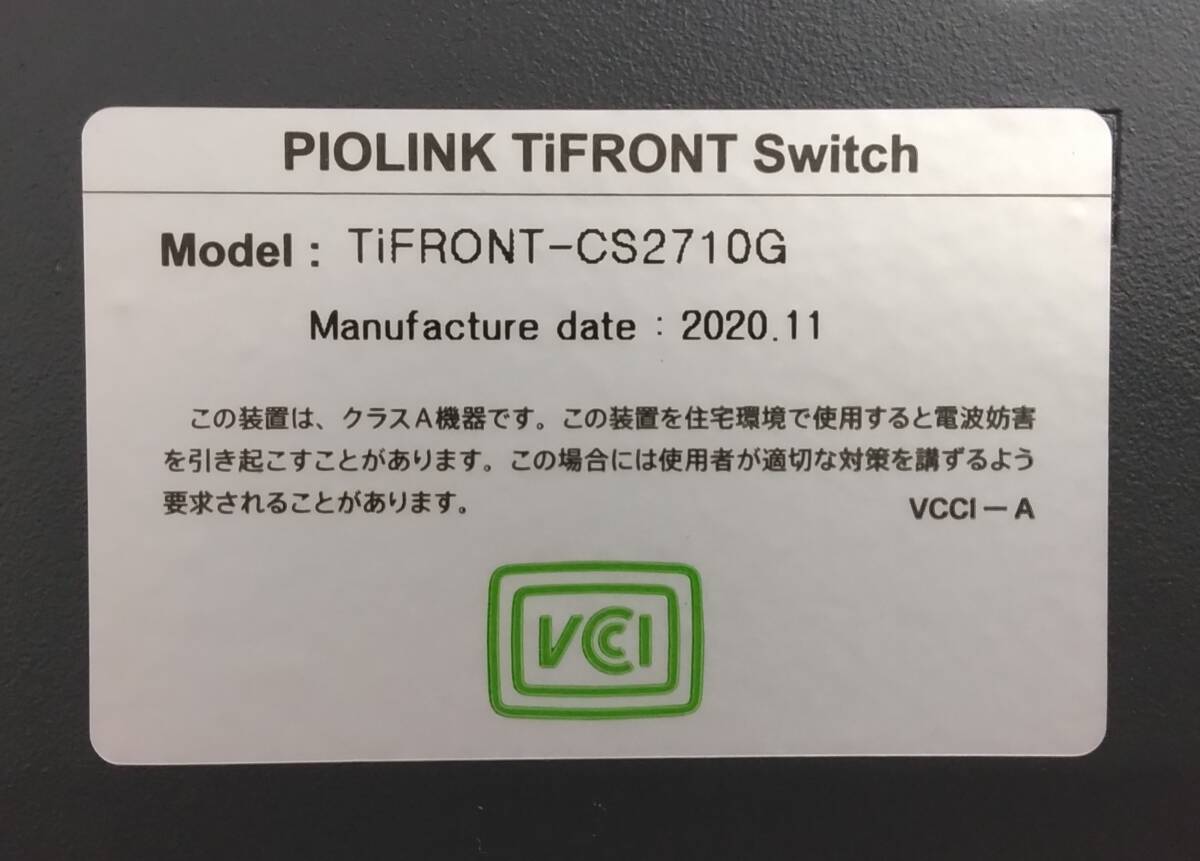 PIOLINK TiFRONT Switch
Model : TiFRONT-CS2710G
Manufacture date : 2020.11
この装置は、クラスA機器です。この装置を住宅環境で使用すると電波妨害
を引き起こすことがあります。この場合には使用者が適切な対策を講ずるよう
要求されることがあります。 VCCI－A
VCCI